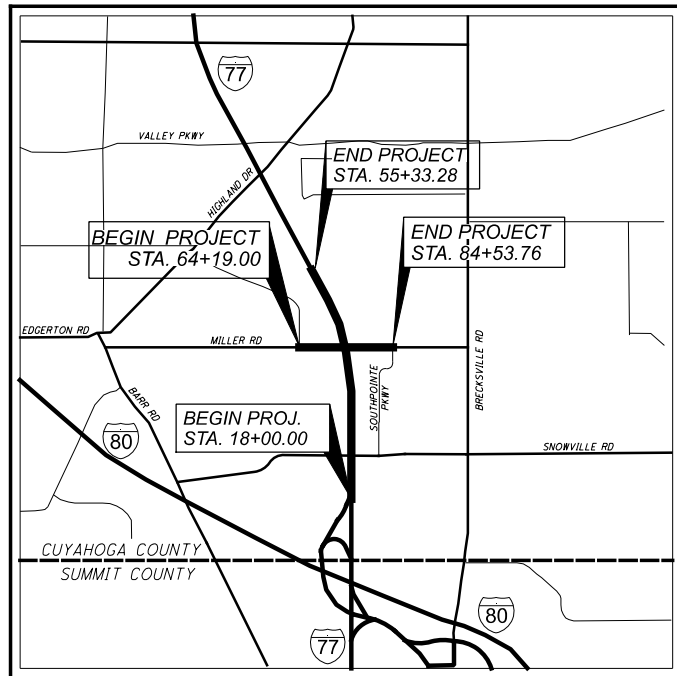 77
VALLEY PKWY
END PROJECT
STA. 55+33.28
HIGHLAND DR
BEGIN PROJECT
STA. 64+19.00
END PROJECT
STA. 84+53.76
EDGERTON RD
MILLER RD
BRECKSVILLE RD
SOUTHPOINTE
PKWY
BARR RD
BEGIN PROJ.
STA. 18+00.00
80
SNOWVILLE RD
CUYAHOGA COUNTY
SUMMIT COUNTY
80
77